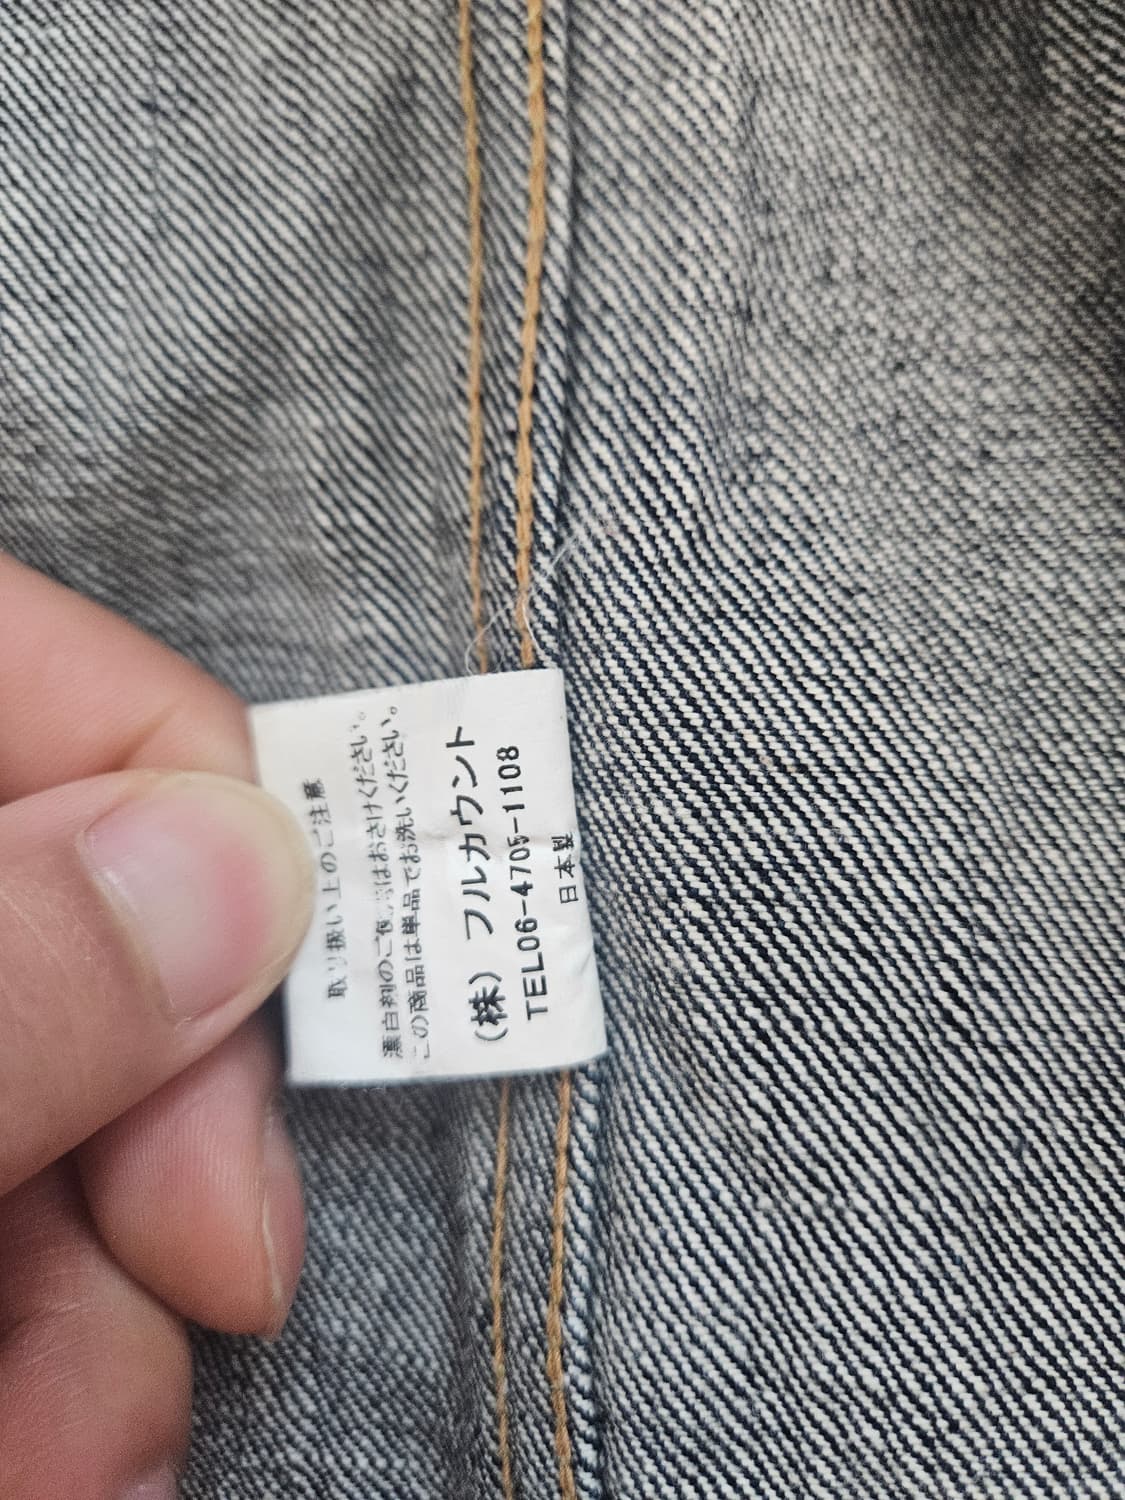 取り扱い上のご注意
漂白剤のご使用はおさけください。
この商品は単品でお洗いください。
(株) フルカウント
TEL06-4705-1108
日本製